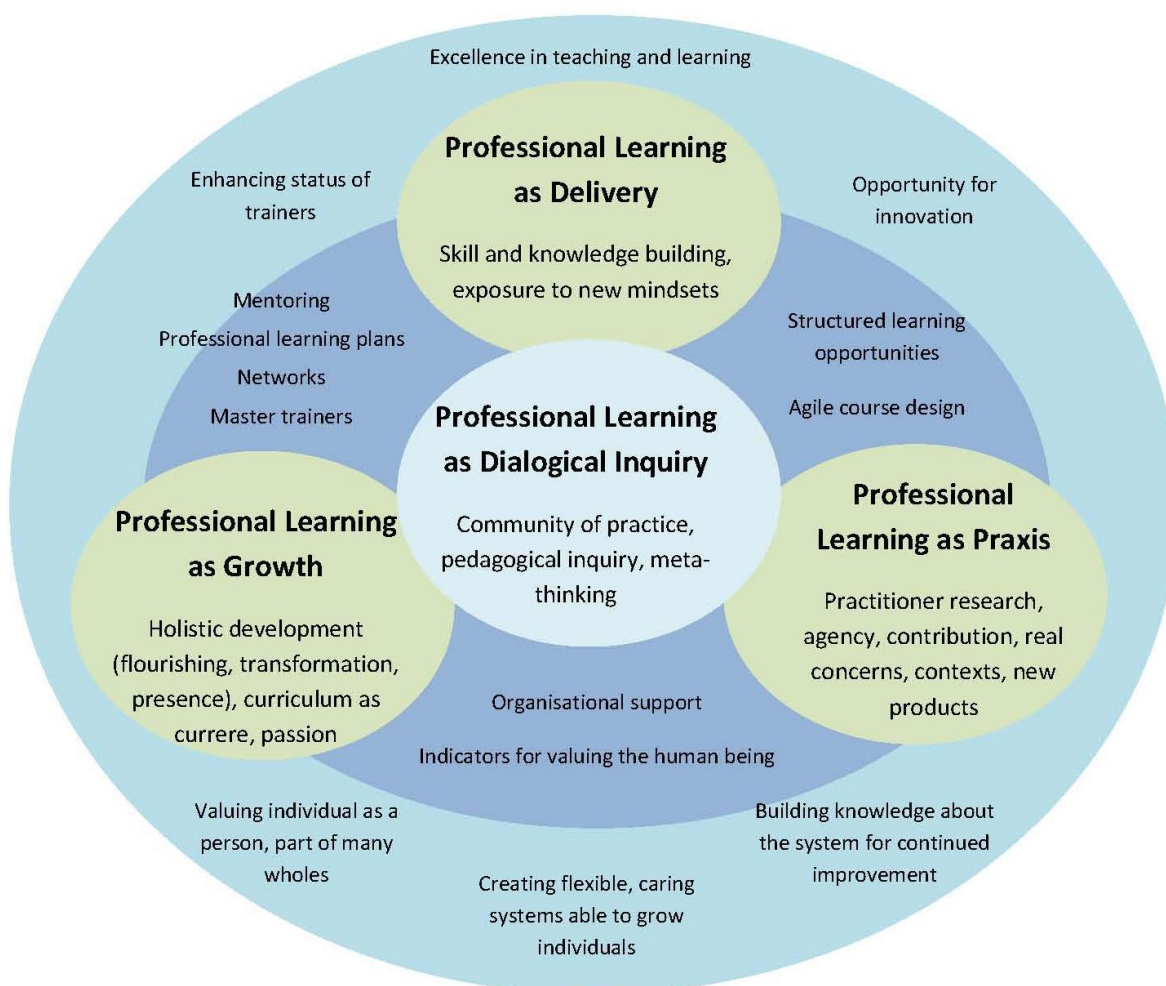 Excellence in teaching and learning
Professional Learning
as Delivery
Skill and knowledge building,
exposure to new mindsets
Enhancing status of
trainers
Opportunity for
innovation
Mentoring
Professional learning plans
Networks
Master trainers
Structured learning
opportunities
Agile course design
Professional Learning
as Dialogical Inquiry
Community of practice,
pedagogical inquiry, meta-
thinking
Professional Learning
as Growth
Holistic development
(flourishing, transformation,
presence), curriculum as
currere, passion
Professional
Learning as Praxis
Practitioner research,
agency, contribution, real
concerns, contexts, new
products
Organisational support
Indicators for valuing the human being
Valuing individual as a
person, part of many
wholes
Creating flexible, caring
systems able to grow
individuals
Building knowledge about
the system for continued
improvement